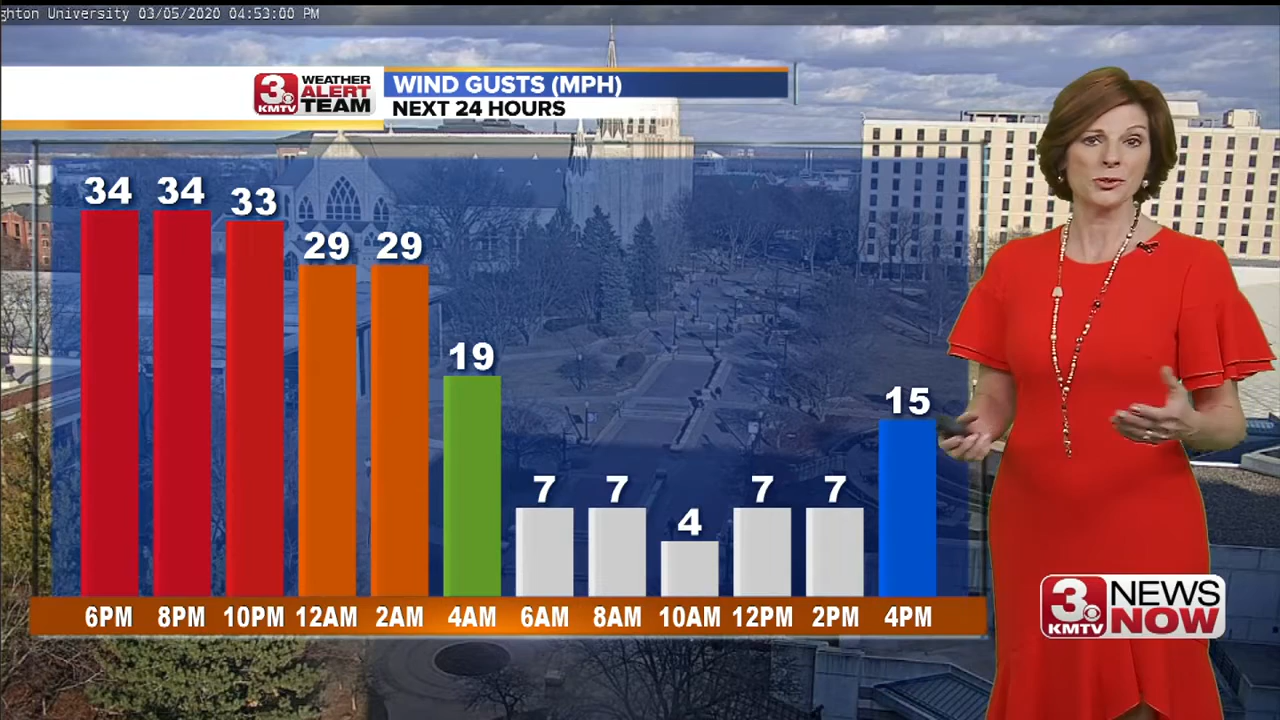 ghton University 03/05/2020 04:53:00 PM
3 KMTV WEATHER ALERT TEAM
WIND GUSTS (MPH)
NEXT 24 HOURS
34 34 33 29 29 19 7 7 4 7 7 15
6PM 8PM 10PM 12AM 2AM 4AM 6AM 8AM 10AM 12PM 2PM 4PM
3 KMTV NEWS NOW